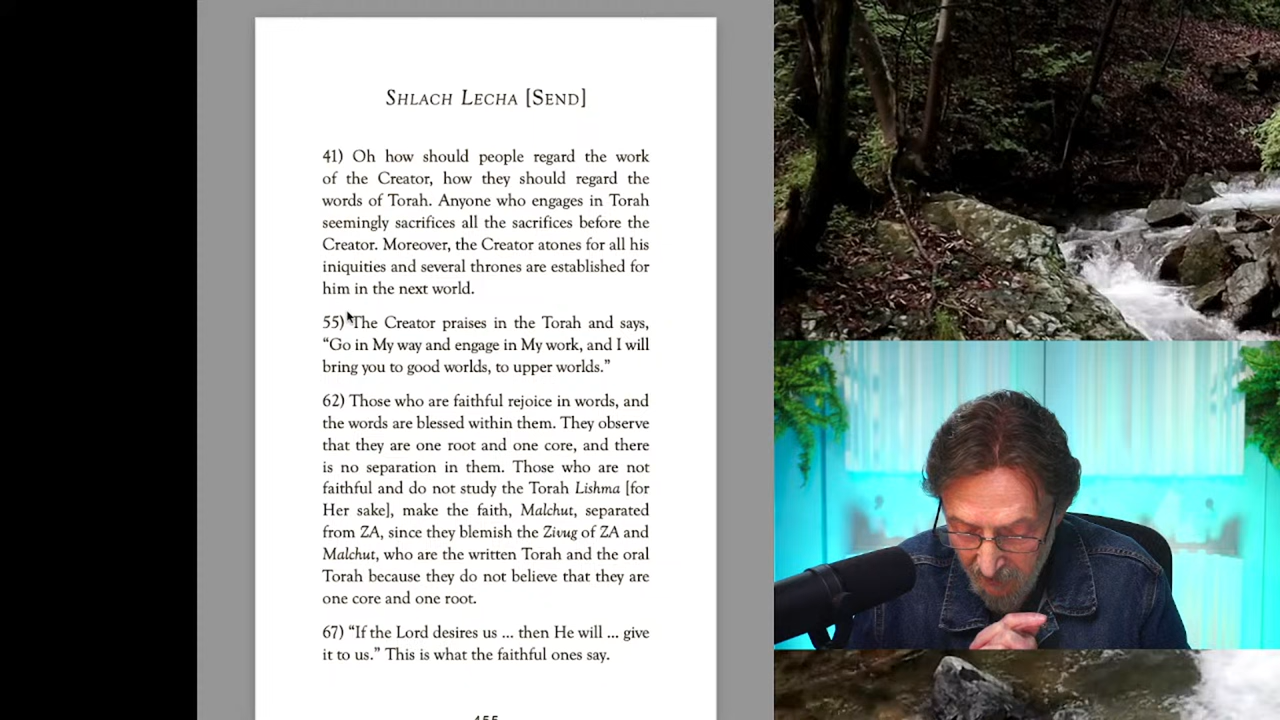 SHLACH LECHA [SEND]
41) Oh how should people regard the work
of the Creator, how they should regard the
words of Torah. Anyone who engages in Torah
seemingly sacrifices all the sacrifices before the
Creator. Moreover, the Creator atones for all his
iniquities and several thrones are established for
him in the next world.
55) The Creator praises in the Torah and says,
“Go in My way and engage in My work, and I will
bring you to good worlds, to upper worlds.”
62) Those who are faithful rejoice in words, and
the words are blessed within them. They observe
that they are one root and one core, and there
is no separation in them. Those who are not
faithful and do not study the Torah Lishma [for
Her sake], make the faith, Malchut, separated
from ZA, since they blemish the Zivug of ZA and
Malchut, who are the written Torah and the oral
Torah because they do not believe that they are
one core and one root.
67) “If the Lord desires us ... then He will ... give
it to us.” This is what the faithful ones say.
455